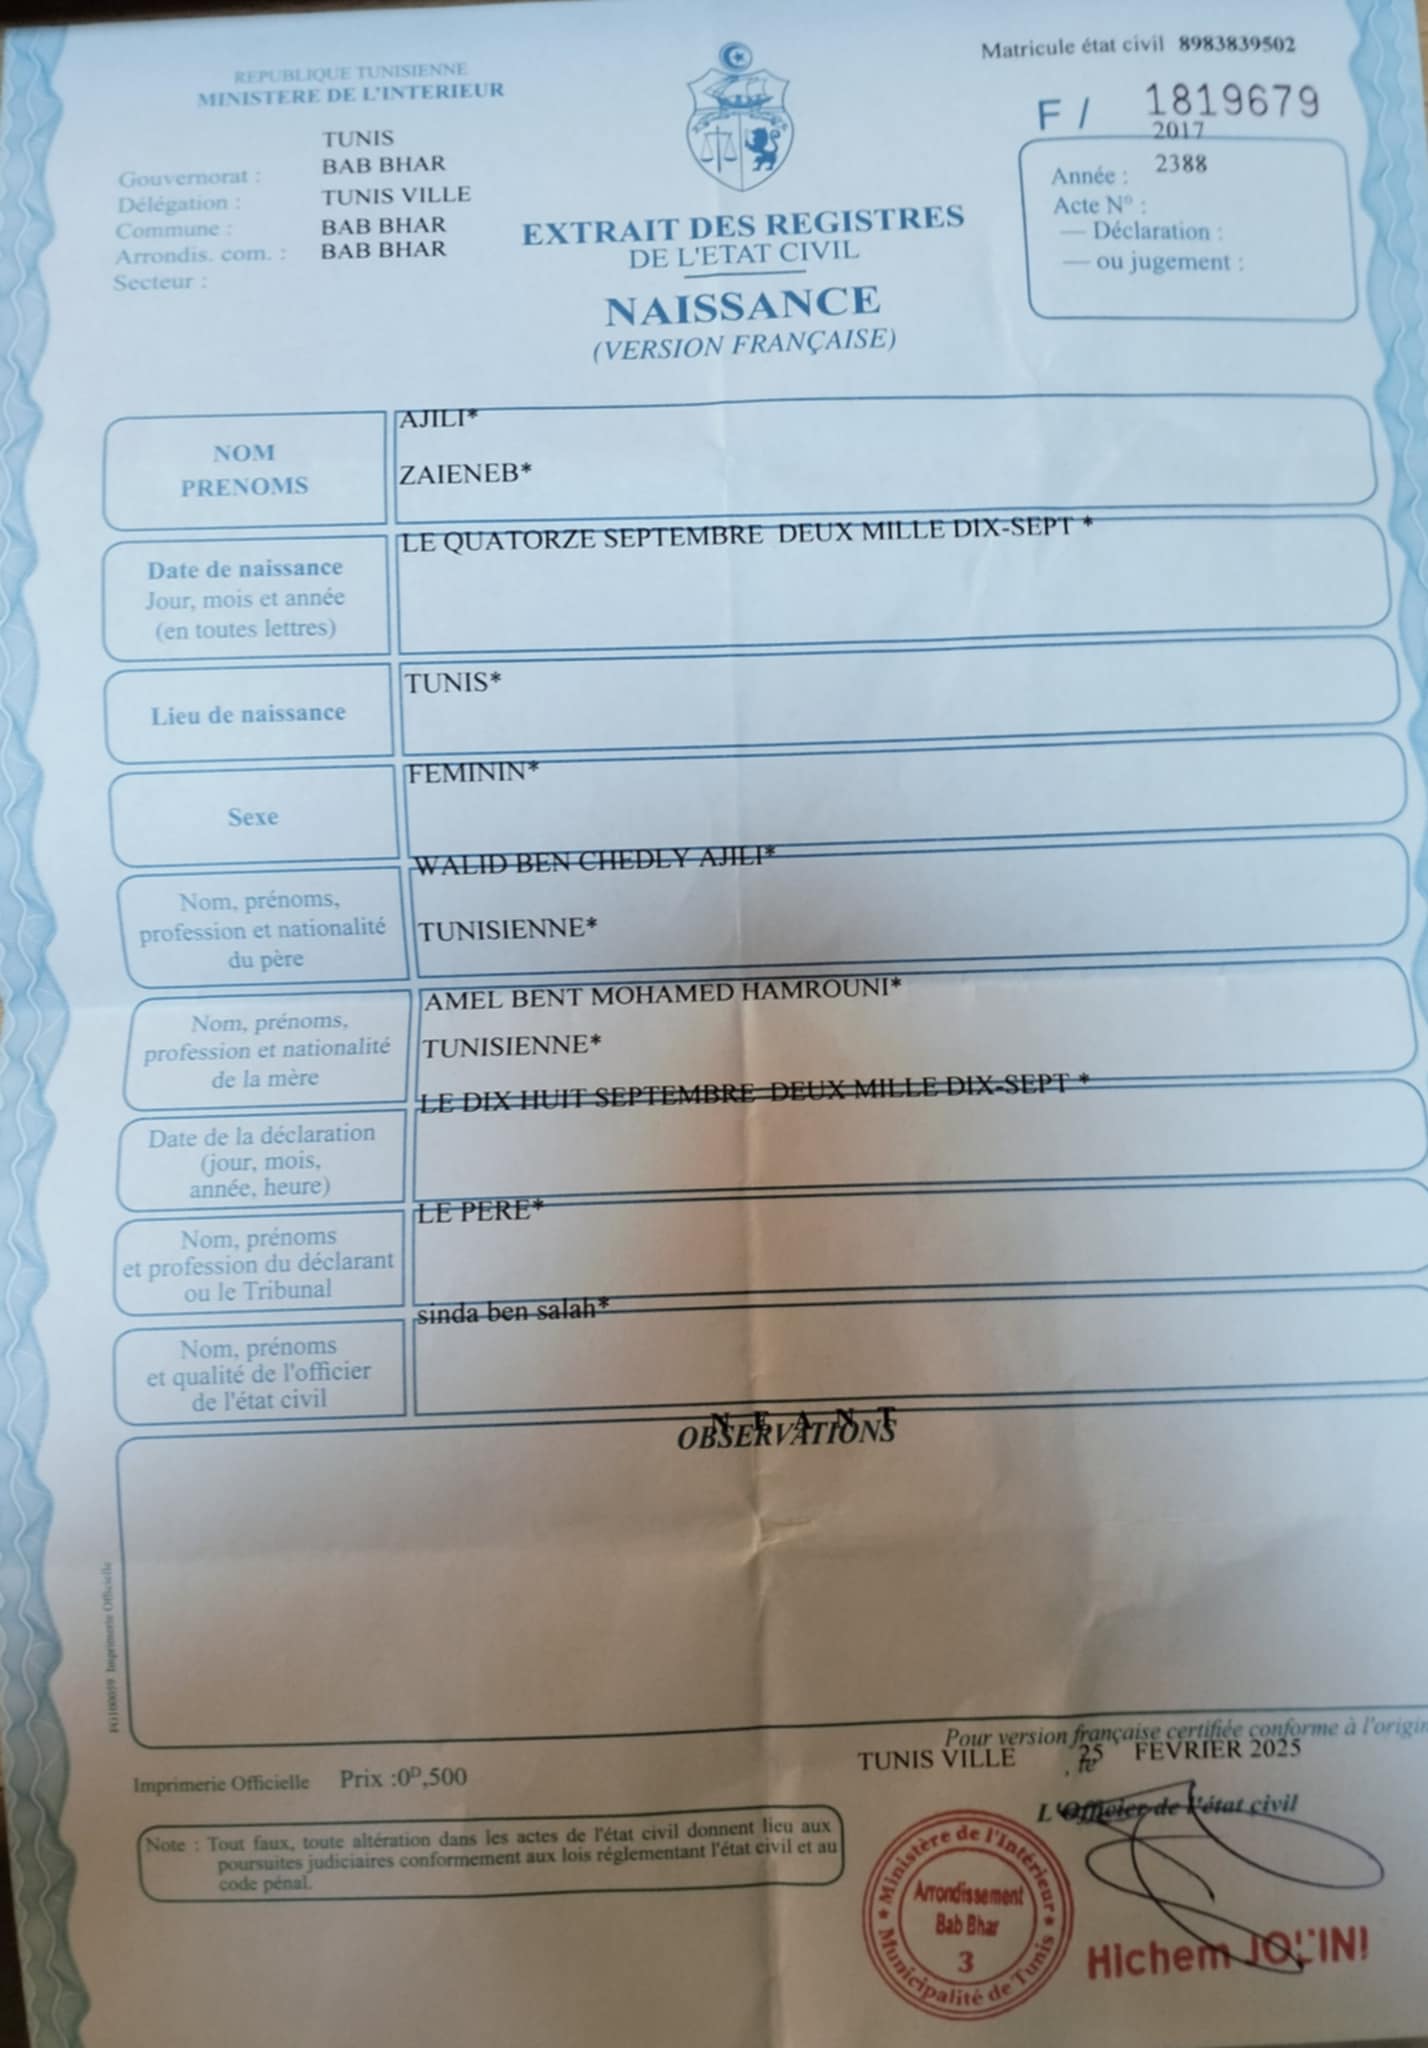 Matricule état civil 8983839502
REPUBLIQUE TUNISIENNE
MINISTERE DE L'INTERIEUR
F / 1819679
TUNIS
BAB BHAR
TUNIS VILLE
BAB BHAR
BAB BHAR
Gouvernorat :
Délégation :
Commune :
Arrondis. com. :
Secteur :
2017
2388
Année :
Acte N° :
— Déclaration :
— ou jugement :
EXTRAIT DES REGISTRES
DE L'ETAT CIVIL
NAISSANCE
(VERSION FRANÇAISE)
NOM
PRENOMS
AJILI*
ZAIENEB*
Date de naissance
Jour, mois et année
(en toutes lettres)
LE QUATORZE SEPTEMBRE DEUX MILLE DIX-SEPT *
Lieu de naissance
TUNIS*
Sexe
FEMININ*
Nom, prénoms,
profession et nationalité
du père
WALID BEN CHEDLY AJILI*
TUNISIENNE*
Nom, prénoms,
profession et nationalité
de la mère
AMEL BENT MOHAMED HAMROUNI*
TUNISIENNE*
Date de la déclaration
(jour, mois,
année, heure)
LE DIX HUIT SEPTEMBRE DEUX MILLE DIX-SEPT *
Nom, prénoms
et profession du déclarant
ou le Tribunal
LE PERE*
Nom, prénoms
et qualité de l'officier
de l'état civil
sinda ben salah*
N E A N T
OBSERVATIONS
Imprimerie Officielle
Pour version française certifiée conforme à l'origin
TUNIS VILLE , le 25 FEVRIER 2025
L'Officier de l'état civil
Imprimerie Officielle Prix :0D,500
Note : Tout faux, toute altération dans les actes de l'état civil donnent lieu aux
poursuites judiciaires conformement aux lois réglementant l'état civil et au
code pénal.
* Ministère de l'Intérieur *
Municipalité de Tunis
Arrondissement
Bab Bhar
3
Hichem JOUINI